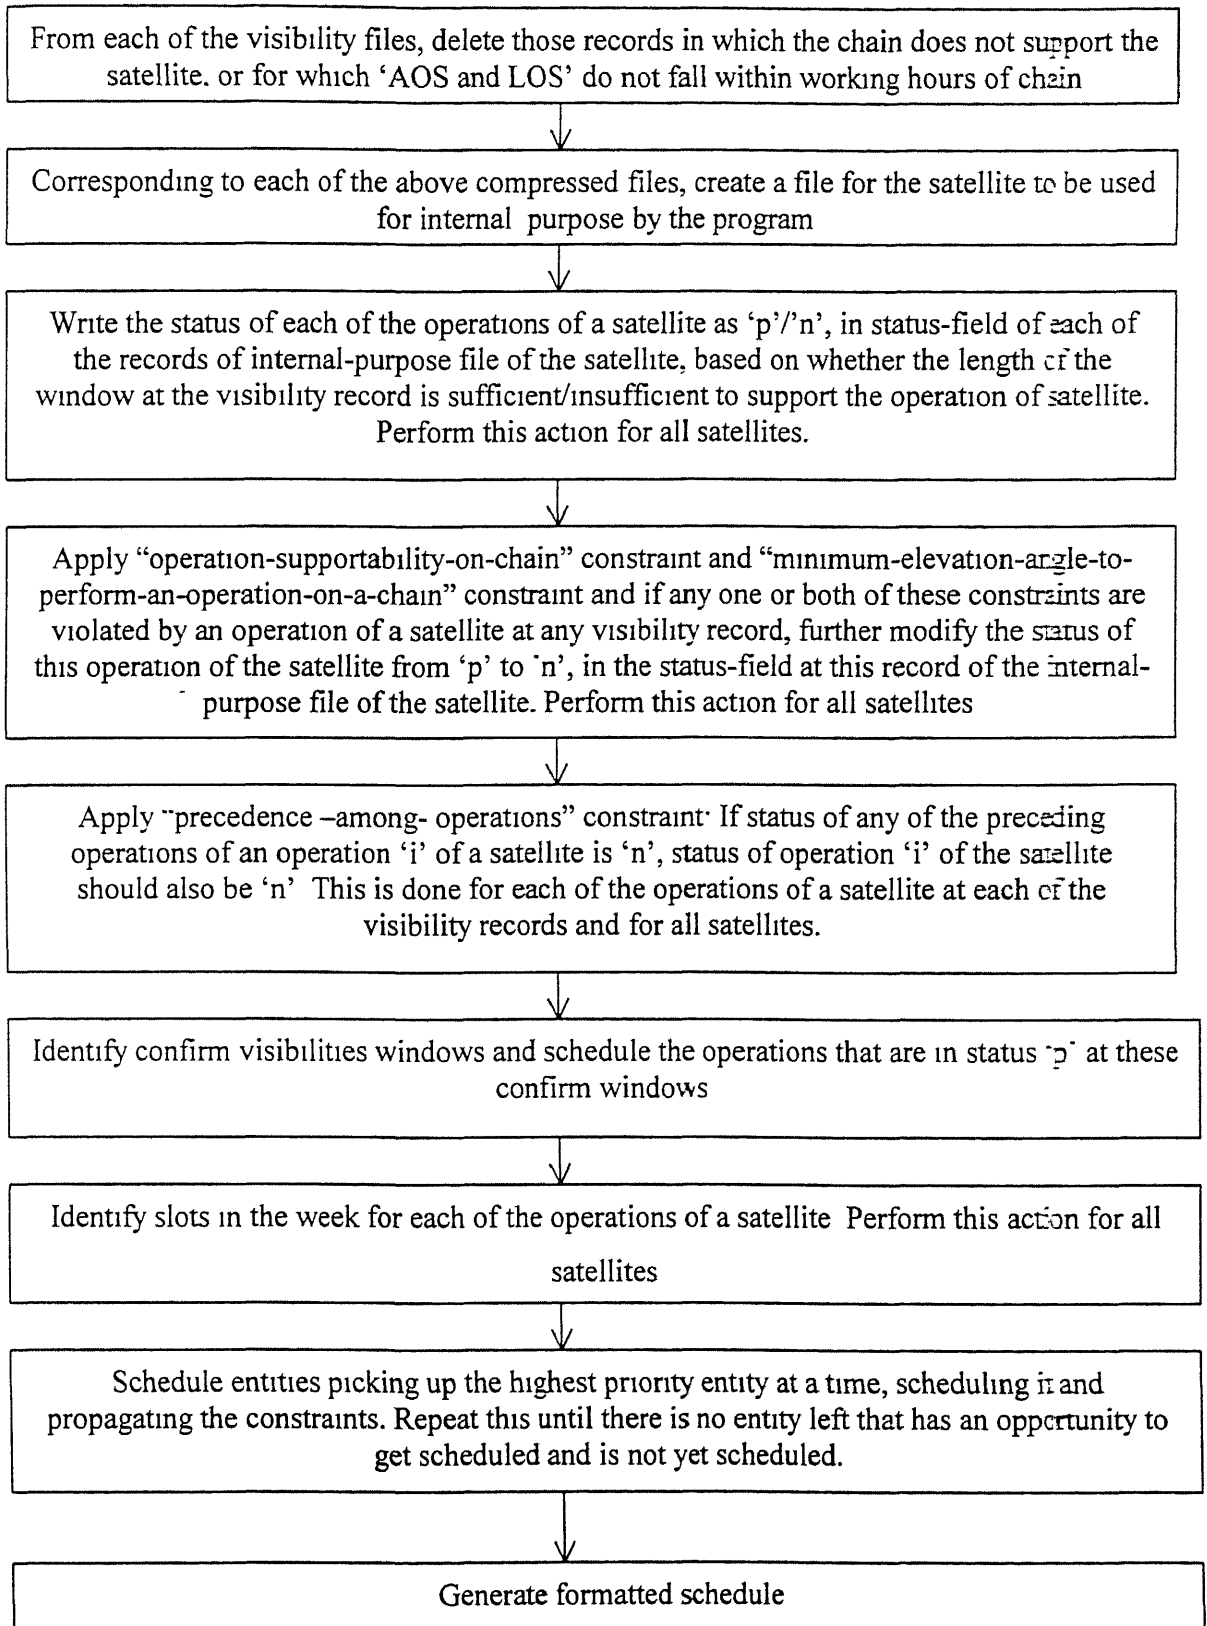 From each of the visibility files, delete those records in which the chain does not support the
satellite. or for which ‘AOS and LOS’ do not fall within working hours of chain
Corresponding to each of the above compressed files, create a file for the satellite to be used
for internal purpose by the program
Write the status of each of the operations of a satellite as ‘p’/’n’, in status-field of each of
the records of internal-purpose file of the satellite, based on whether the length of the
window at the visibility record is sufficient/insufficient to support the operation of satellite.
Perform this action for all satellites.
Apply “operation-supportability-on-chain” constraint and “minimum-elevation-angle-to-
perform-an-operation-on-a-chain” constraint and if any one or both of these constraints are
violated by an operation of a satellite at any visibility record, further modify the status of
this operation of the satellite from ‘p’ to ‘n’, in the status-field at this record of the internal-
purpose file of the satellite. Perform this action for all satellites
Apply “precedence –among- operations” constraint· If status of any of the preceding
operations of an operation ‘i’ of a satellite is ‘n’, status of operation ‘i’ of the satellite
should also be ‘n’ This is done for each of the operations of a satellite at each of the
visibility records and for all satellites.
Identify confirm visibilities windows and schedule the operations that are in status ‘p’ at these
confirm windows
Identify slots in the week for each of the operations of a satellite Perform this action for all
satellites
Schedule entities picking up the highest priority entity at a time, scheduling it and
propagating the constraints. Repeat this until there is no entity left that has an opportunity to
get scheduled and is not yet scheduled.
Generate formatted schedule